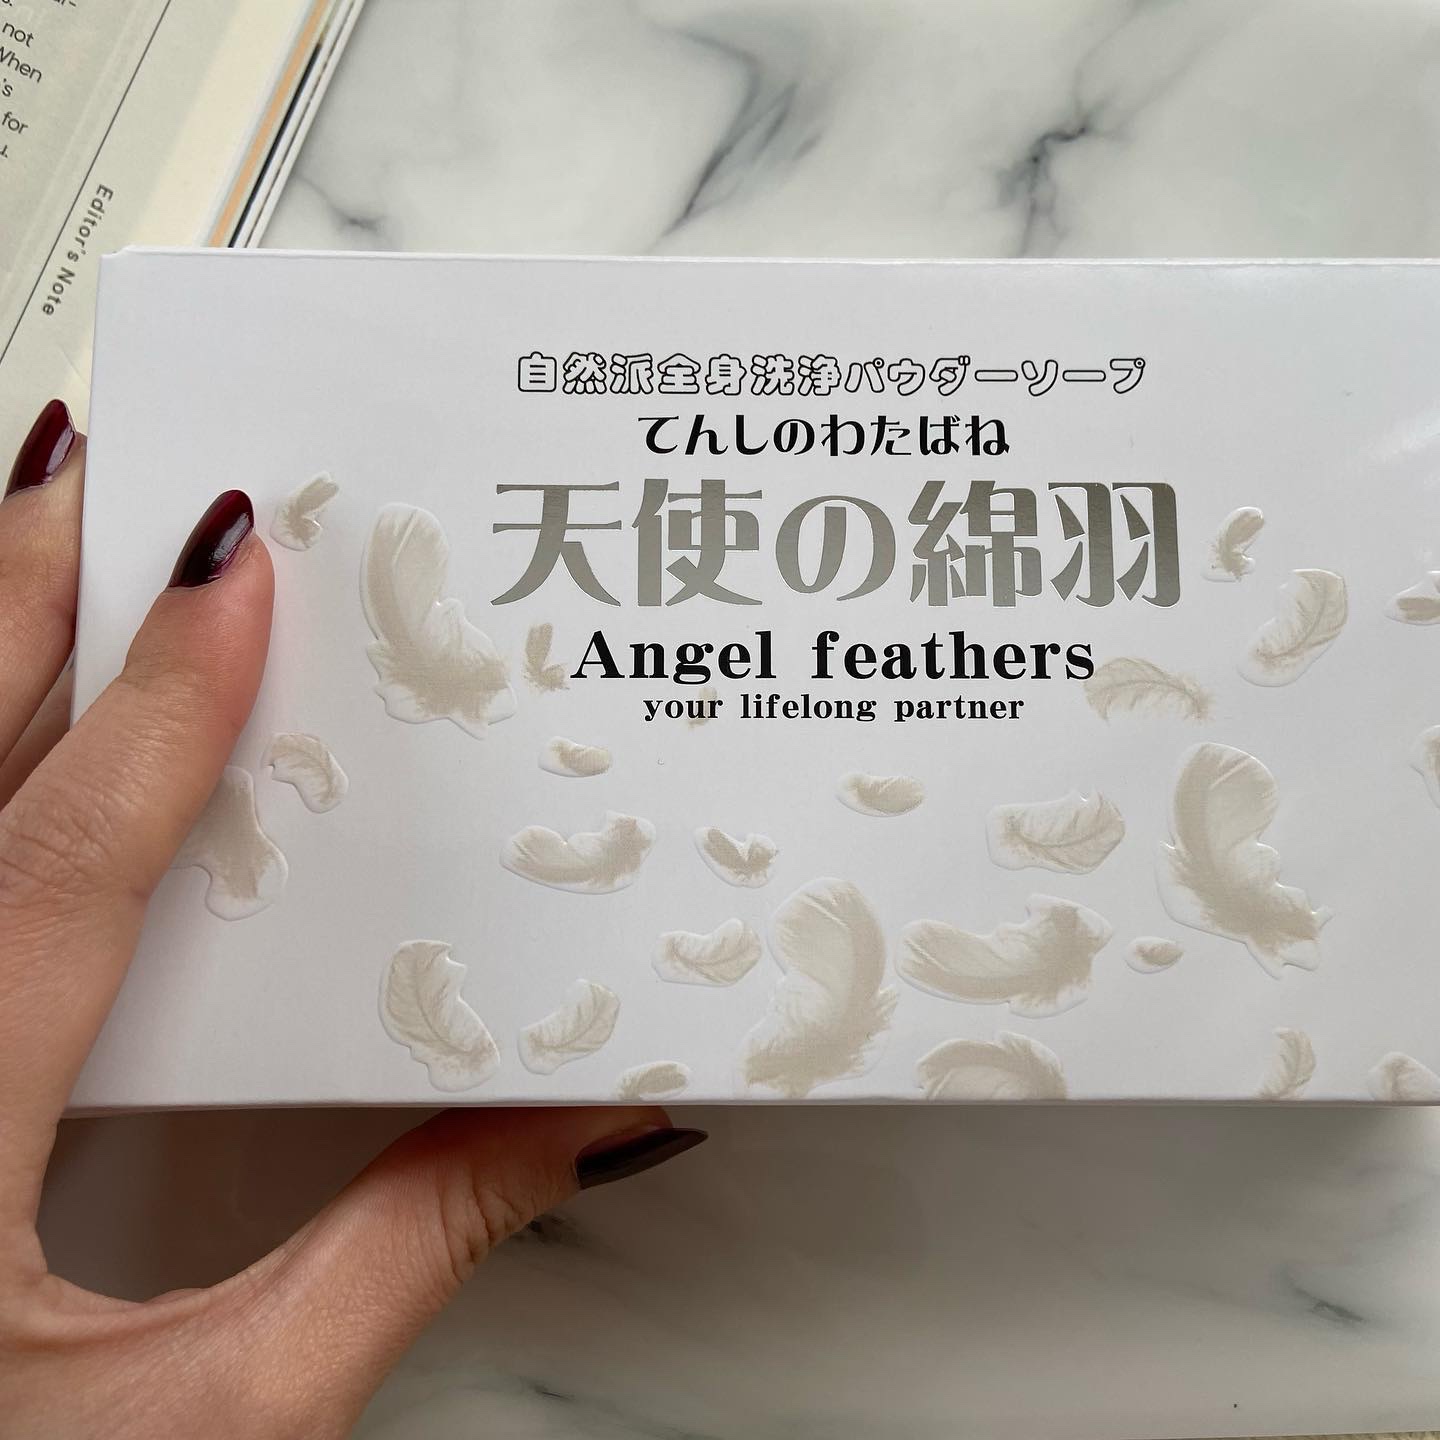 not
When
's
for
Editor's Note
自然派全身洗浄パウダーソープ
てんしのわたばね
天使の綿羽
Angel feathers
your lifelong partner